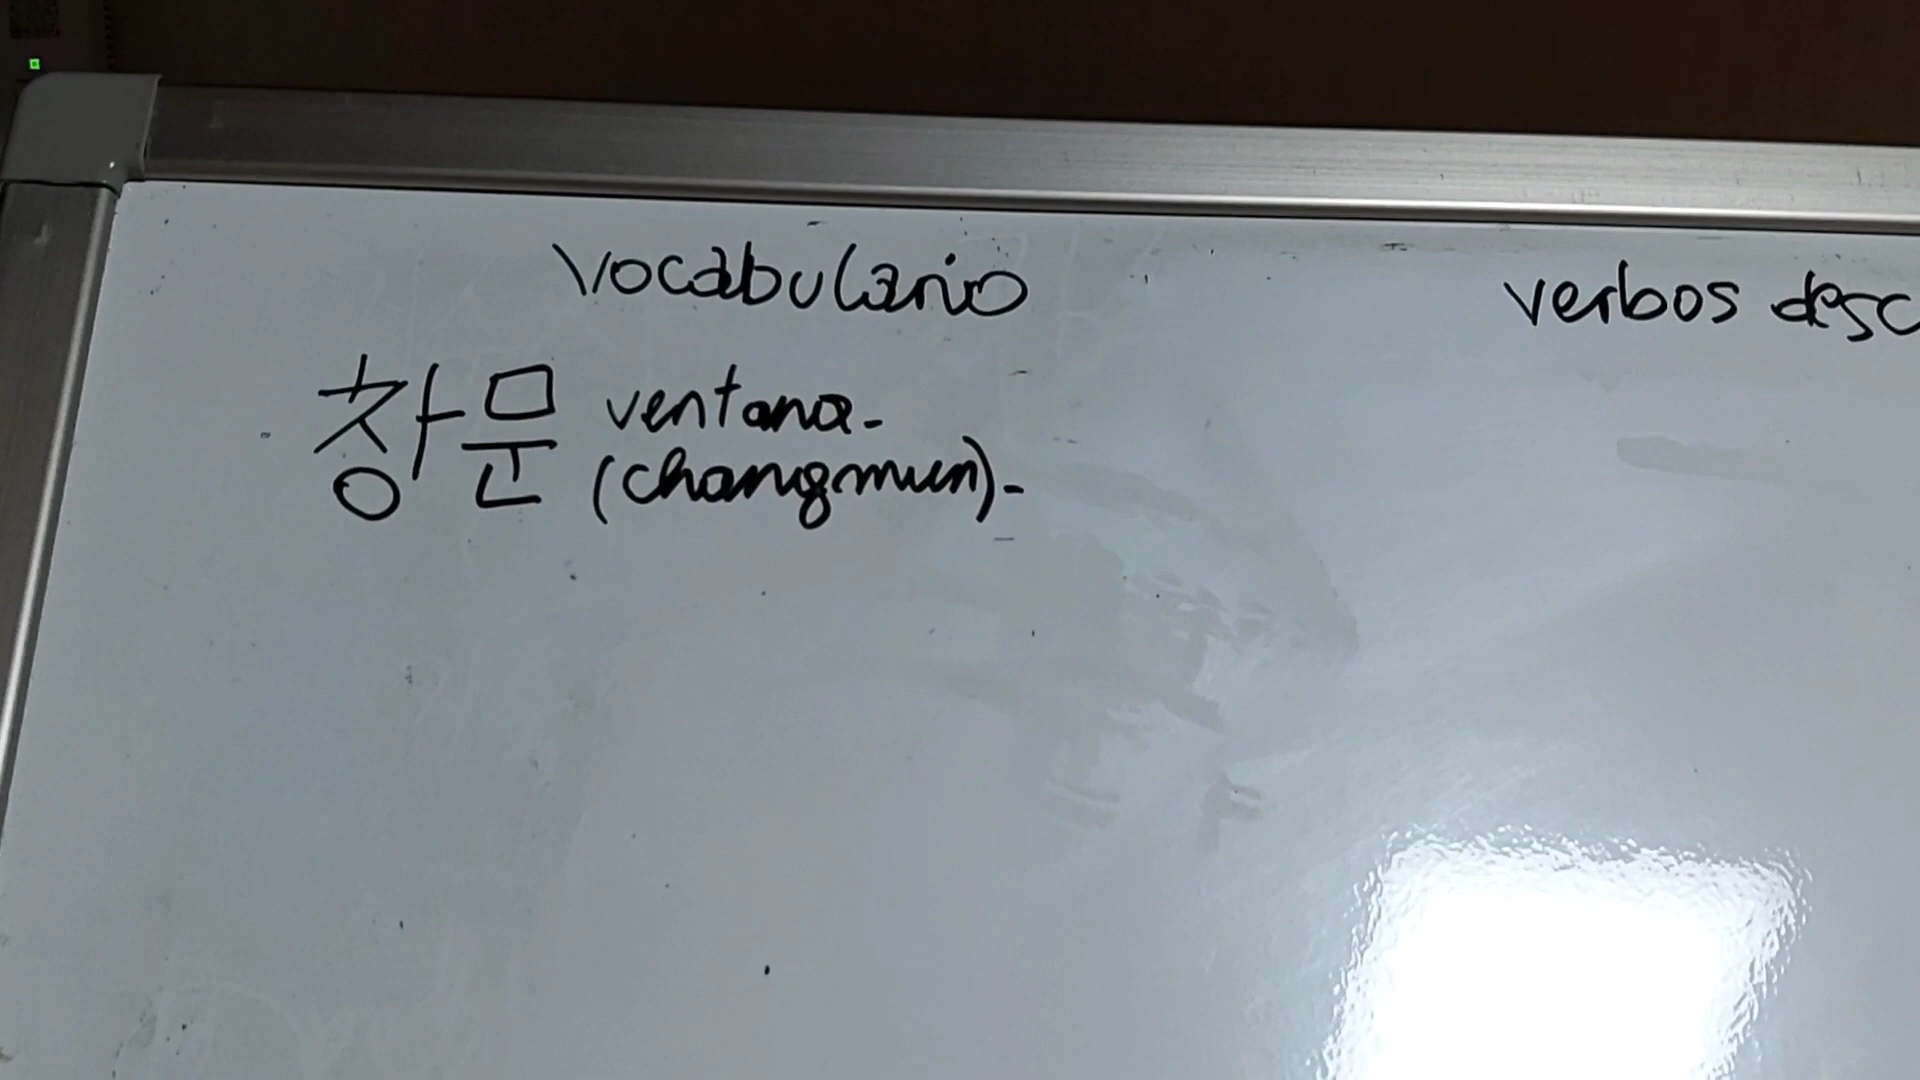 Vocabulario
verbos desc
창문 ventana-
(changmun)-